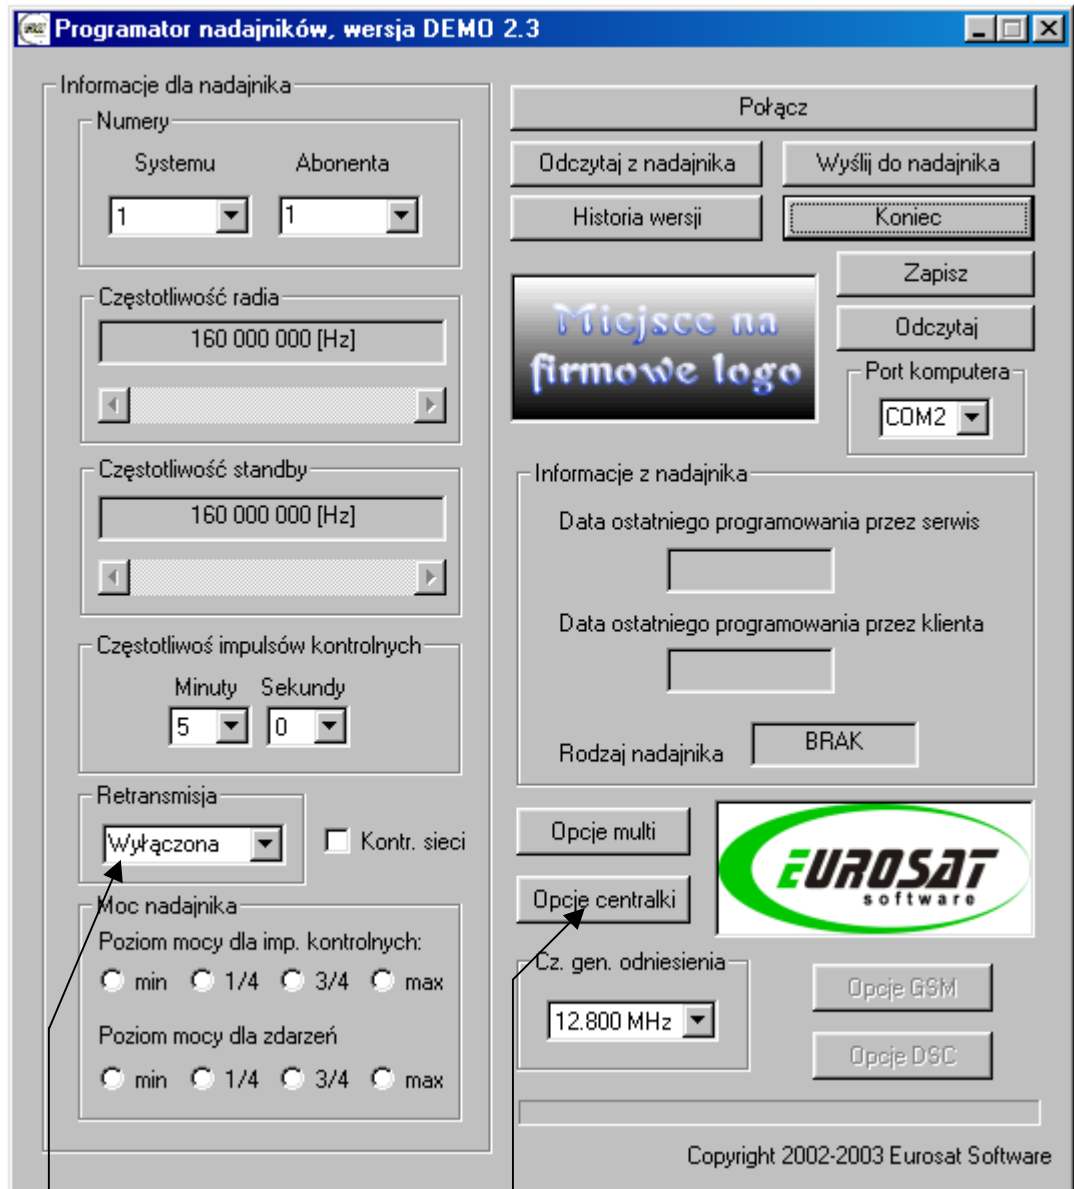 Programator nadajników, wersja DEMO 2.3
Informacje dla nadajnika
Numery
Systemu Abonenta
1 1
Częstotliwość radia
160 000 000 [Hz]
Częstotliwość standby
160 000 000 [Hz]
Częstotliwoś impulsów kontrolnych
Minuty Sekundy
5 0
Retransmisja
Wyłączona
Kontr. sieci
Moc nadajnika
Poziom mocy dla imp. kontrolnych:
min 1/4 3/4 max
Poziom mocy dla zdarzeń
min 1/4 3/4 max
Połącz
Odczytaj z nadajnika Wyślij do nadajnika
Historia wersji Koniec
Zapisz
Miejsce na
firmowe logo
Odczytaj
Port komputera
COM2
Informacje z nadajnika
Data ostatniego programowania przez serwis
Data ostatniego programowania przez klienta
Rodzaj nadajnika BRAK
Opcje multi
Opcje centralki
EUROSAT
software
Cz. gen. odniesienia
12.800 MHz
Opcje GSM
Opcje DSC
Copyright 2002-2003 Eurosat Software